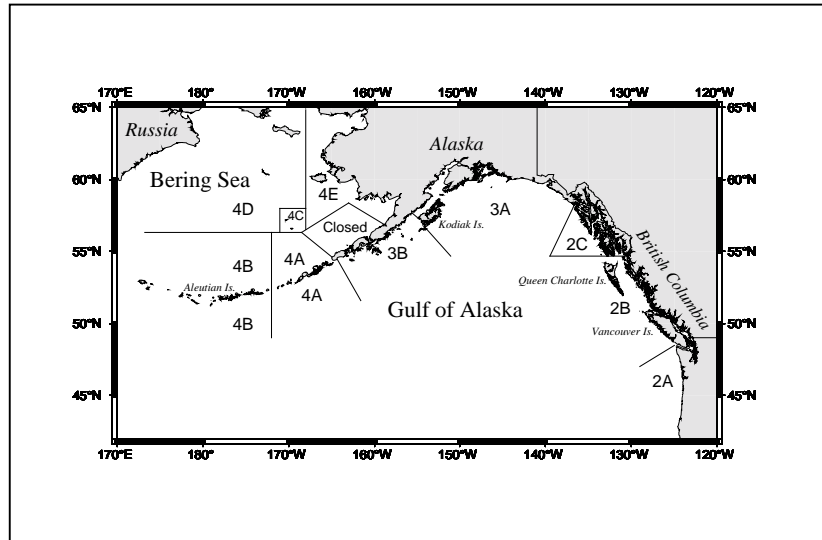 170°E 180° 170°W 160°W 150°W 140°W 130°W 120°W
65°N 65°N
Russia
Alaska
60°N 60°N
Bering Sea
4E
4D 4C
3A
Closed
Kodiak Is.
55°N 55°N
3B
2C
British Columbia
4B 4A
Queen Charlotte Is.
Aleutian Is.
4A
2B
Gulf of Alaska
50°N 50°N
4B
Vancouver Is.
2A
45°N 45°N
170°E 180° 170°W 160°W 150°W 140°W 130°W 120°W